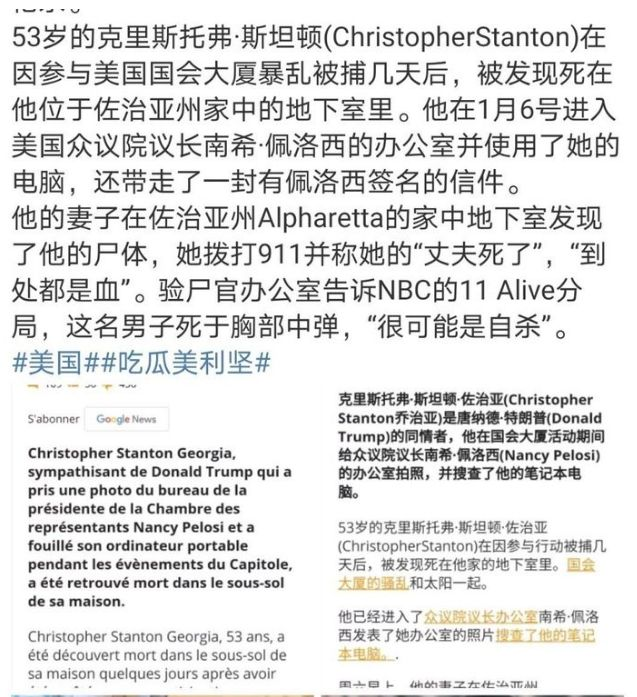 53岁的克里斯托弗·斯坦顿(ChristopherStanton)在
因参与美国国会大厦暴乱被捕几天后，被发现死在
他位于佐治亚州家中的地下室里。他在1月6号进入
美国众议院议长南希·佩洛西的办公室并使用了她的
电脑，还带走了一封有佩洛西签名的信件。
他的妻子在佐治亚州Alpharetta的家中地下室发现
了他的尸体，她拨打911并称她的“丈夫死了”，“到
处都是血”。验尸官办公室告诉NBC的11 Alive分
局，这名男子死于胸部中弹，“很可能是自杀”。
#美国##吃瓜美利坚#
S'abonner Google News
Christopher Stanton Georgia,
sympathisant de Donald Trump qui a
pris une photo du bureau de la
présidente de la Chambre des
représentants Nancy Pelosi et a
fouillé son ordinateur portable
pendant les évènements du Capitole,
a été retrouvé mort dans le sous-sol
de sa maison.
Christopher Stanton Georgia, 53 ans, a
été découvert mort dans le sous-sol de
sa maison quelques jours après avoir
克里斯托弗·斯坦顿·佐治亚(Christopher
Stanton乔治亚)是唐纳德·特朗普(Donald
Trump)的同情者，他在国会大厦活动期间
给众议院议长南希·佩洛西(Nancy Pelosi)
的办公室拍照，并搜查了他的笔记本电
脑。
53岁的克里斯托弗·斯坦顿·佐治亚
(ChristopherStanton)在因参与行动被捕几
天后，被发现死在他家的地下室里。国会
大厦的骚乱和太阳一起。
他已经进入了众议院议长办公室南希·佩洛
西发表了她办公室的照片搜查了他的笔记
本电脑。.